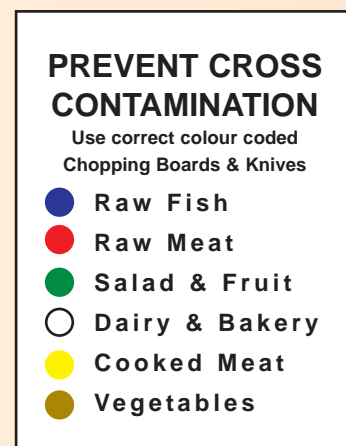 PREVENT CROSS
CONTAMINATION
Use correct colour coded
Chopping Boards & Knives
Raw Fish
Raw Meat
Salad & Fruit
Dairy & Bakery
Cooked Meat
Vegetables